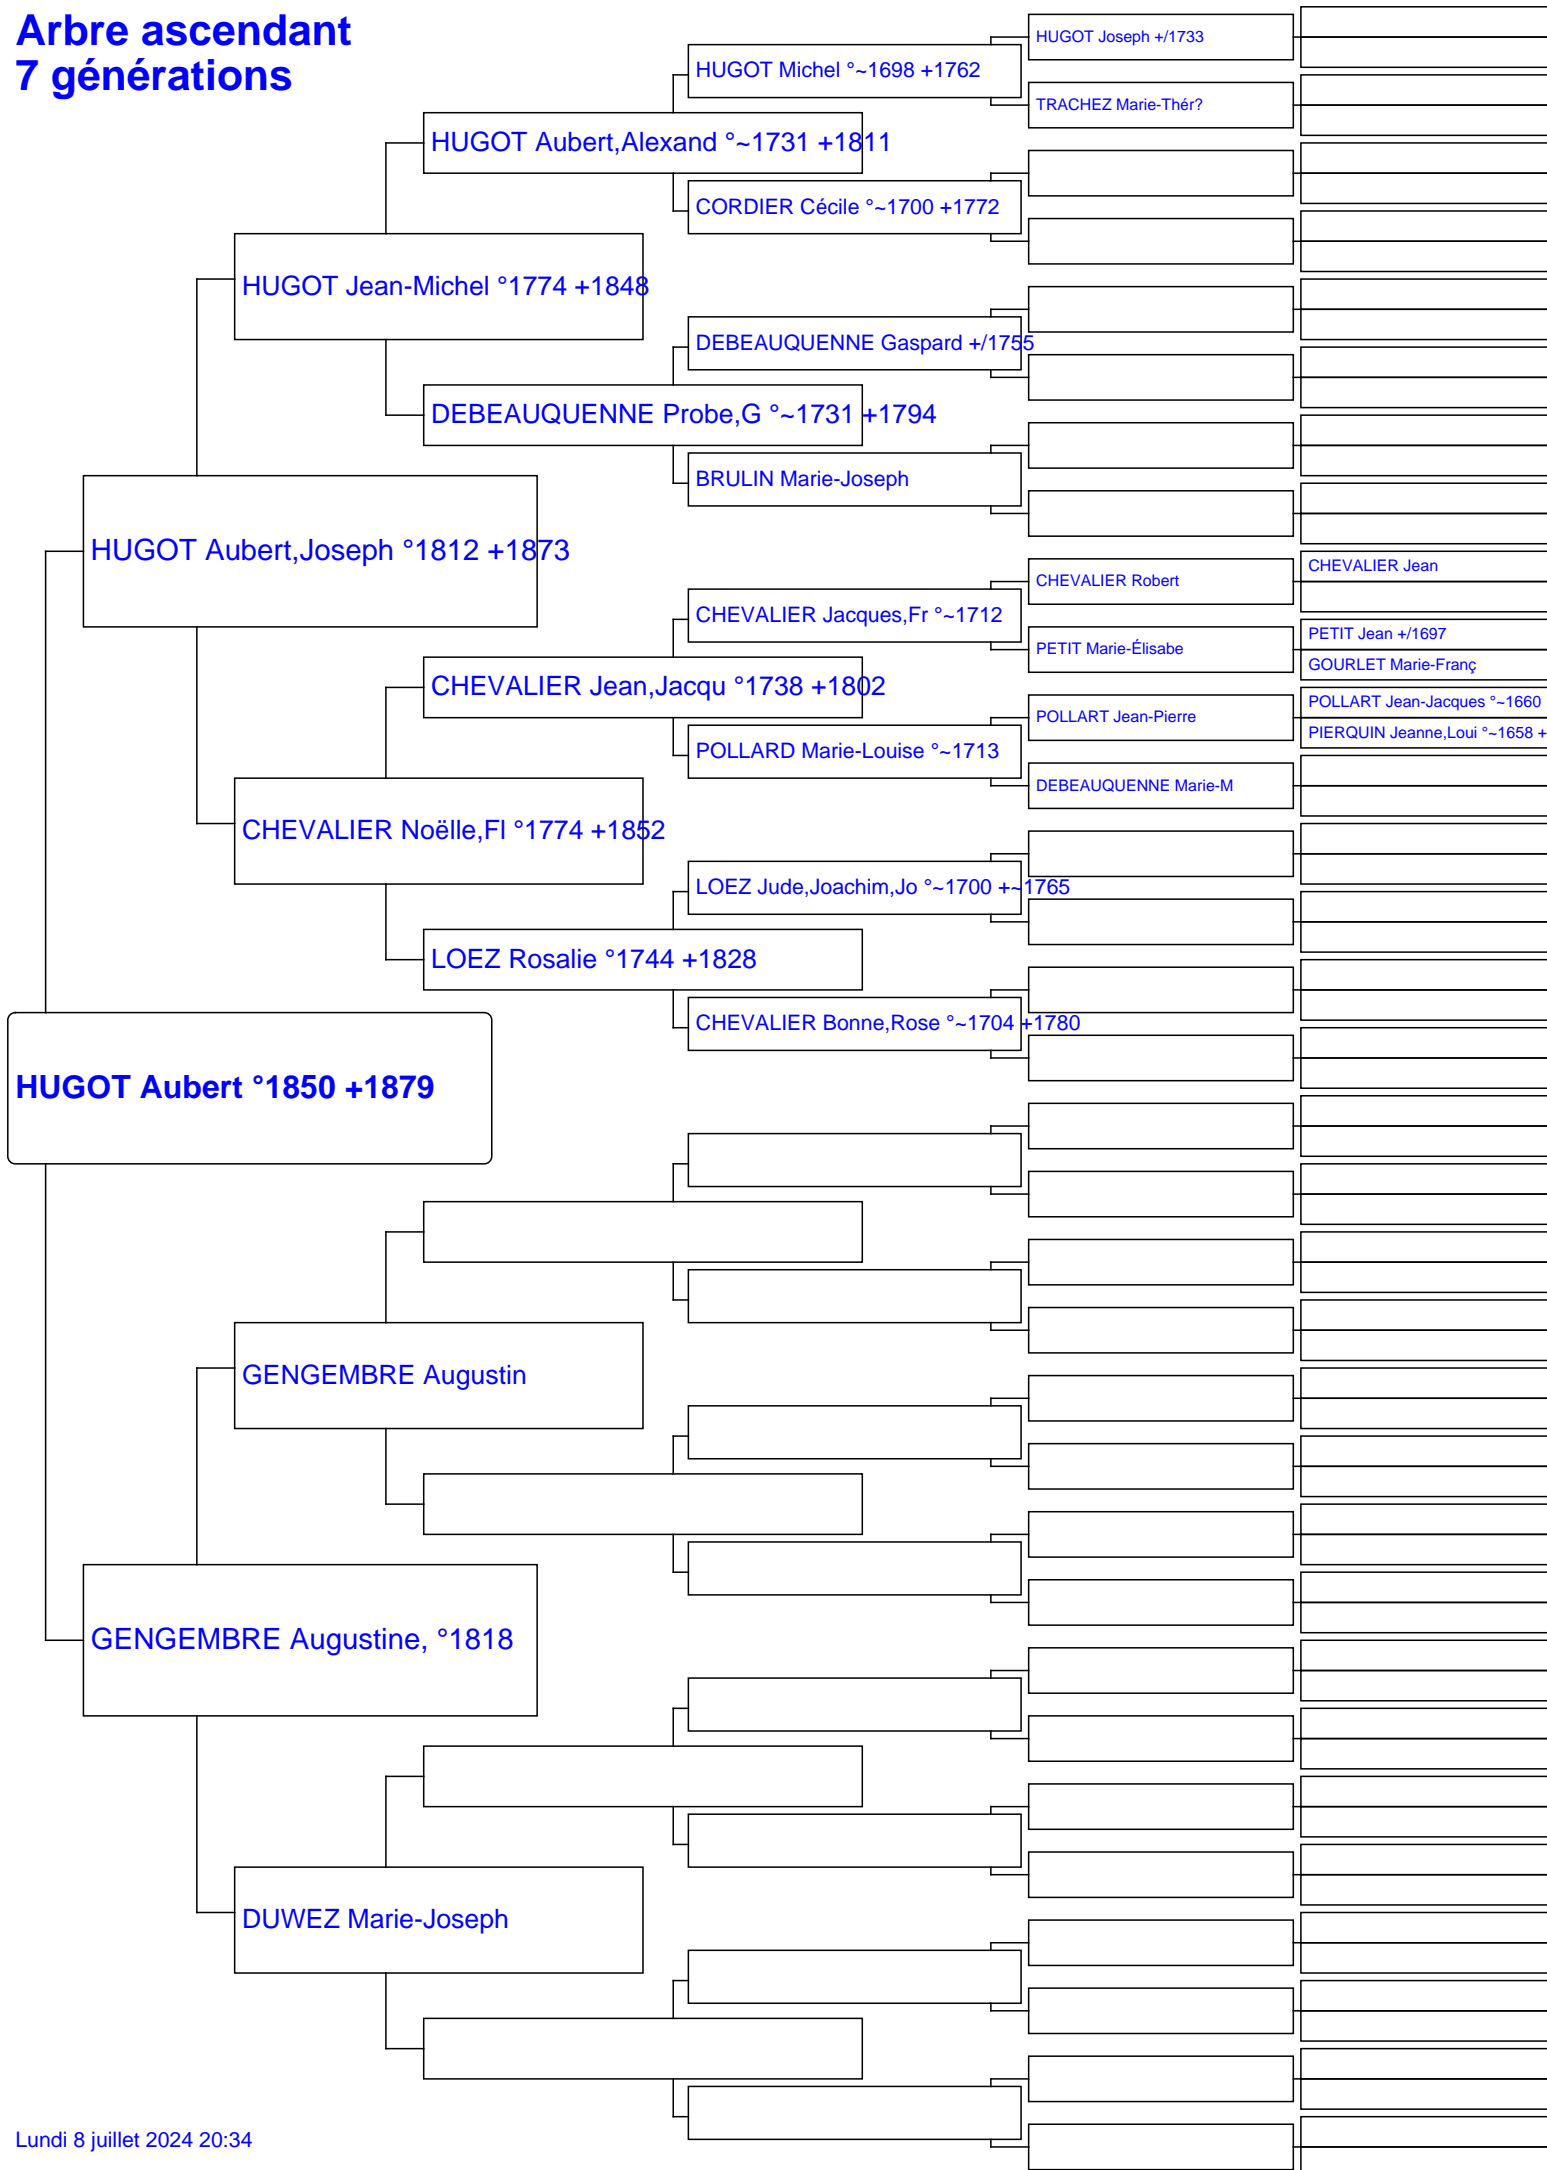 Arbre ascendant
7 générations
HUGOT Joseph +/1733
HUGOT Michel °~1698 +1762
TRACHEZ Marie-Thér?
HUGOT Aubert,Alexand °~1731 +1811
CORDIER Cécile °~1700 +1772
HUGOT Jean-Michel °1774 +1848
DEBEAUQUENNE Gaspard +/1755
DEBEAUQUENNE Probe,G °~1731 +1794
BRULIN Marie-Joseph
HUGOT Aubert,Joseph °1812 +1873
CHEVALIER Jean
CHEVALIER Robert
CHEVALIER Jacques,Fr °~1712
PETIT Jean +/1697
PETIT Marie-Élisabe
GOURLET Marie-Franç
CHEVALIER Jean,Jacqu °1738 +1802
POLLART Jean-Jacques °~1660
POLLART Jean-Pierre
PIERQUIN Jeanne,Loui °~1658 +
POLLARD Marie-Louise °~1713
DEBEAUQUENNE Marie-M
CHEVALIER Noëlle,Fl °1774 +1852
LOEZ Jude,Joachim,Jo °~1700 +~1765
LOEZ Rosalie °1744 +1828
CHEVALIER Bonne,Rose °~1704 +1780
HUGOT Aubert °1850 +1879
GENGEMBRE Augustin
GENGEMBRE Augustine, °1818
DUWEZ Marie-Joseph
Lundi 8 juillet 2024 20:34